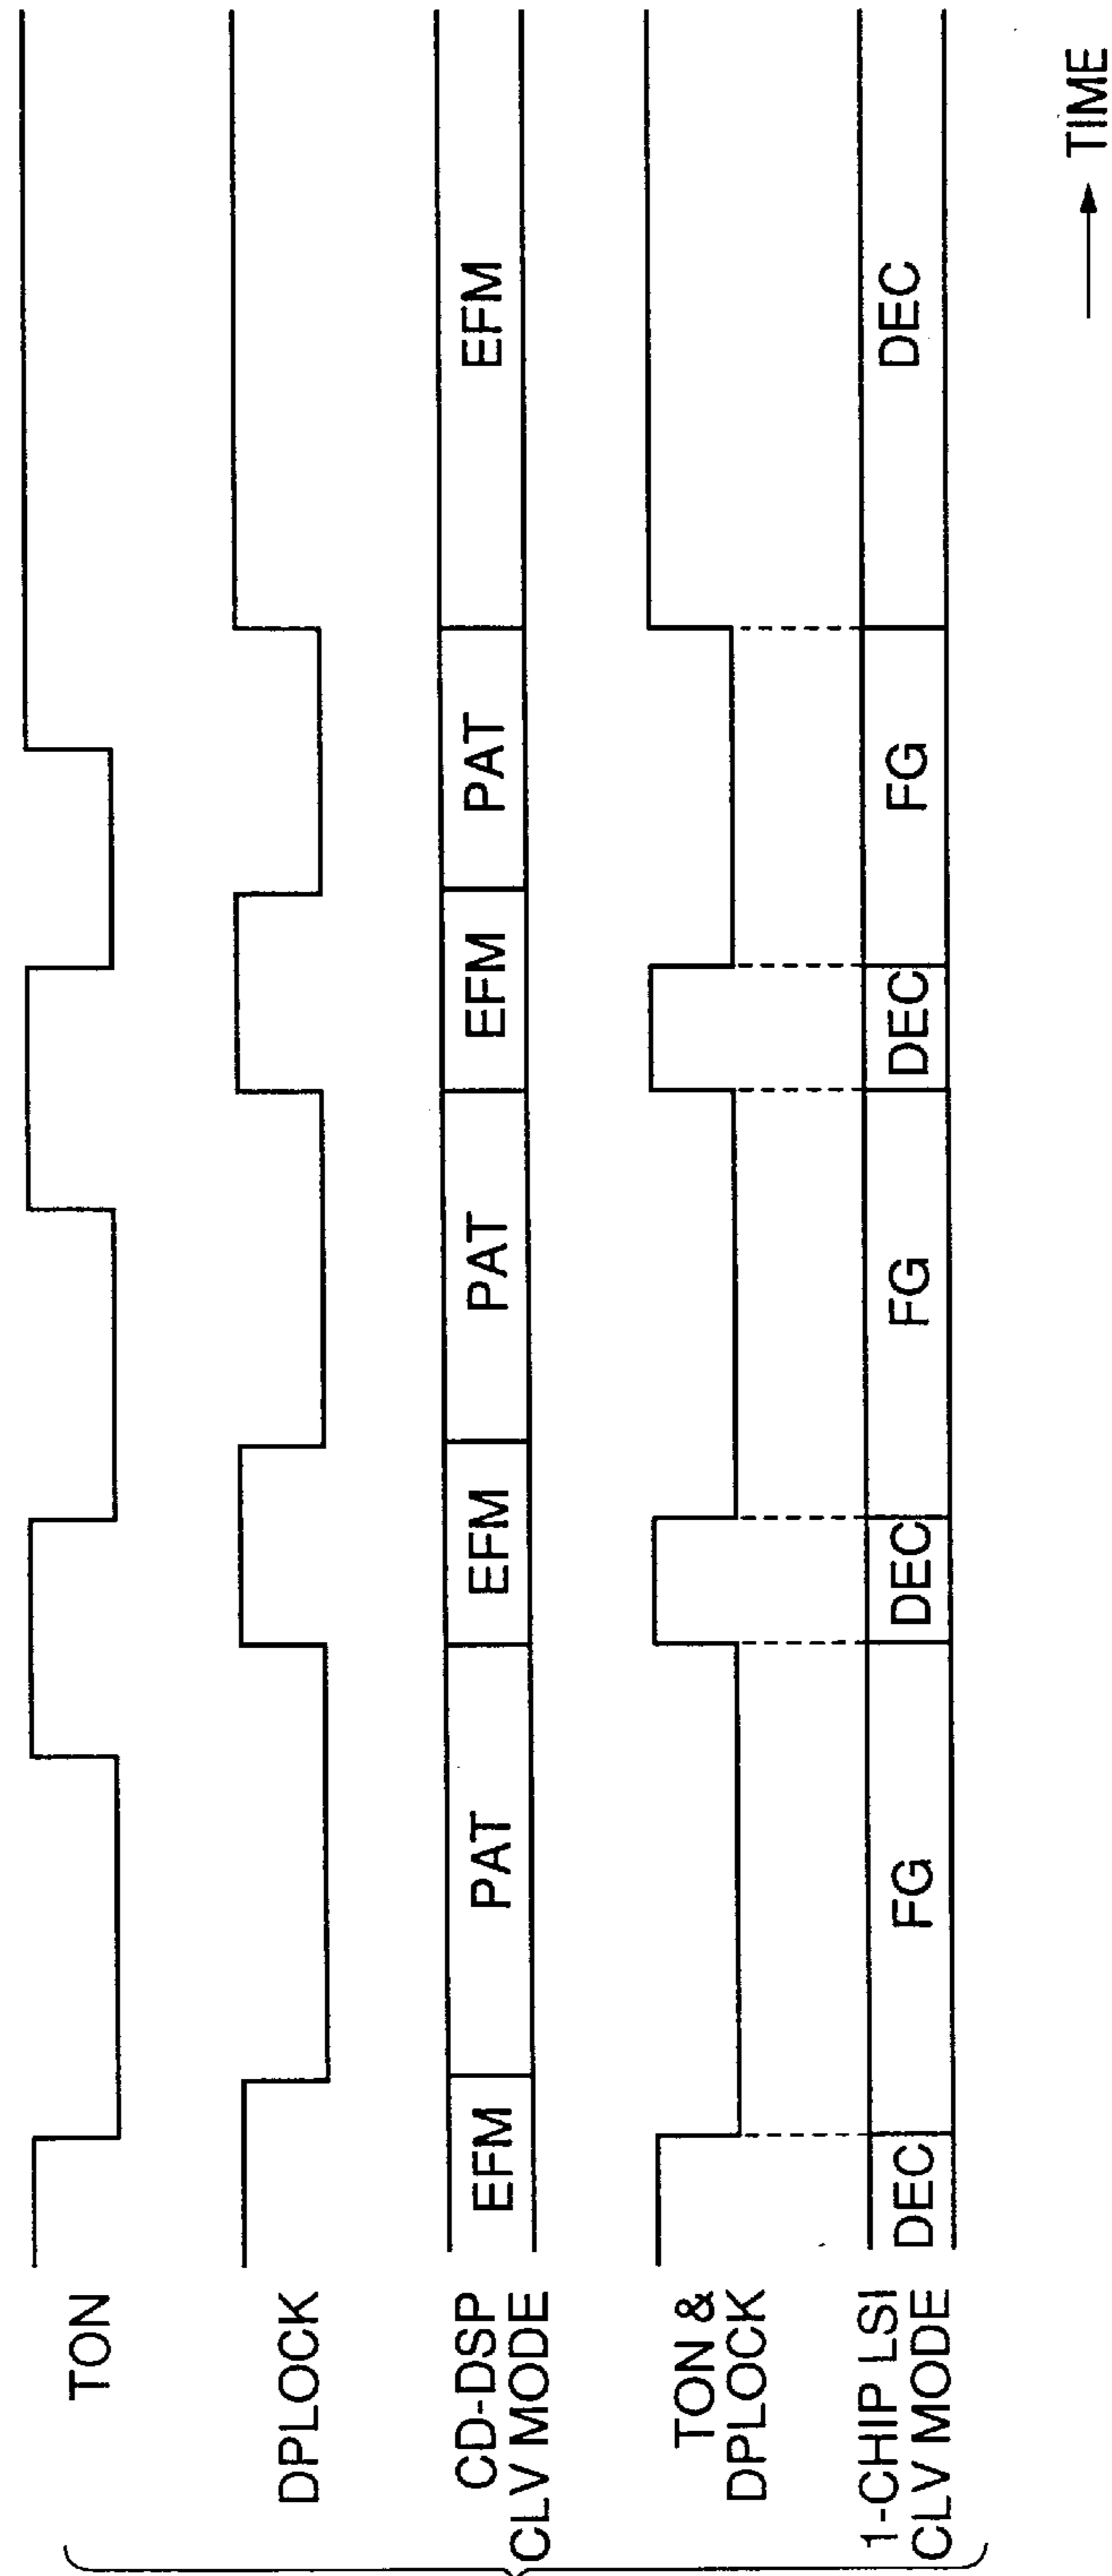 TON
DPLOCK
CD-DSP
CLV MODE
EFM
PAT
EFM
PAT
EFM
PAT
EFM
TON &
DPLOCK
1-CHIP LSI
CLV MODE
DEC
FG
DEC
FG
DEC
FG
DEC
TIME